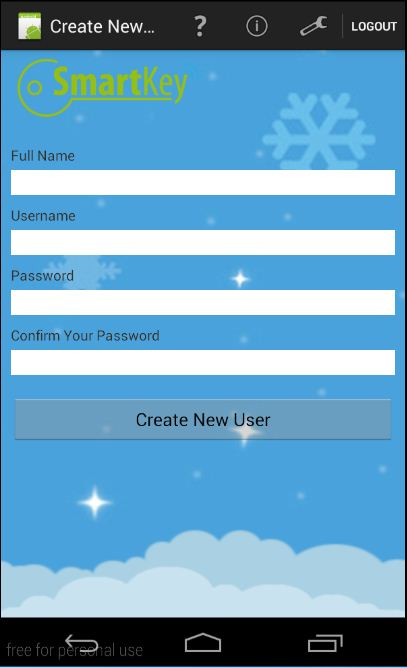 Create New...
?
i
LOGOUT
SmartKey
Full Name
Username
Password
Confirm Your Password
Create New User
free for personal use